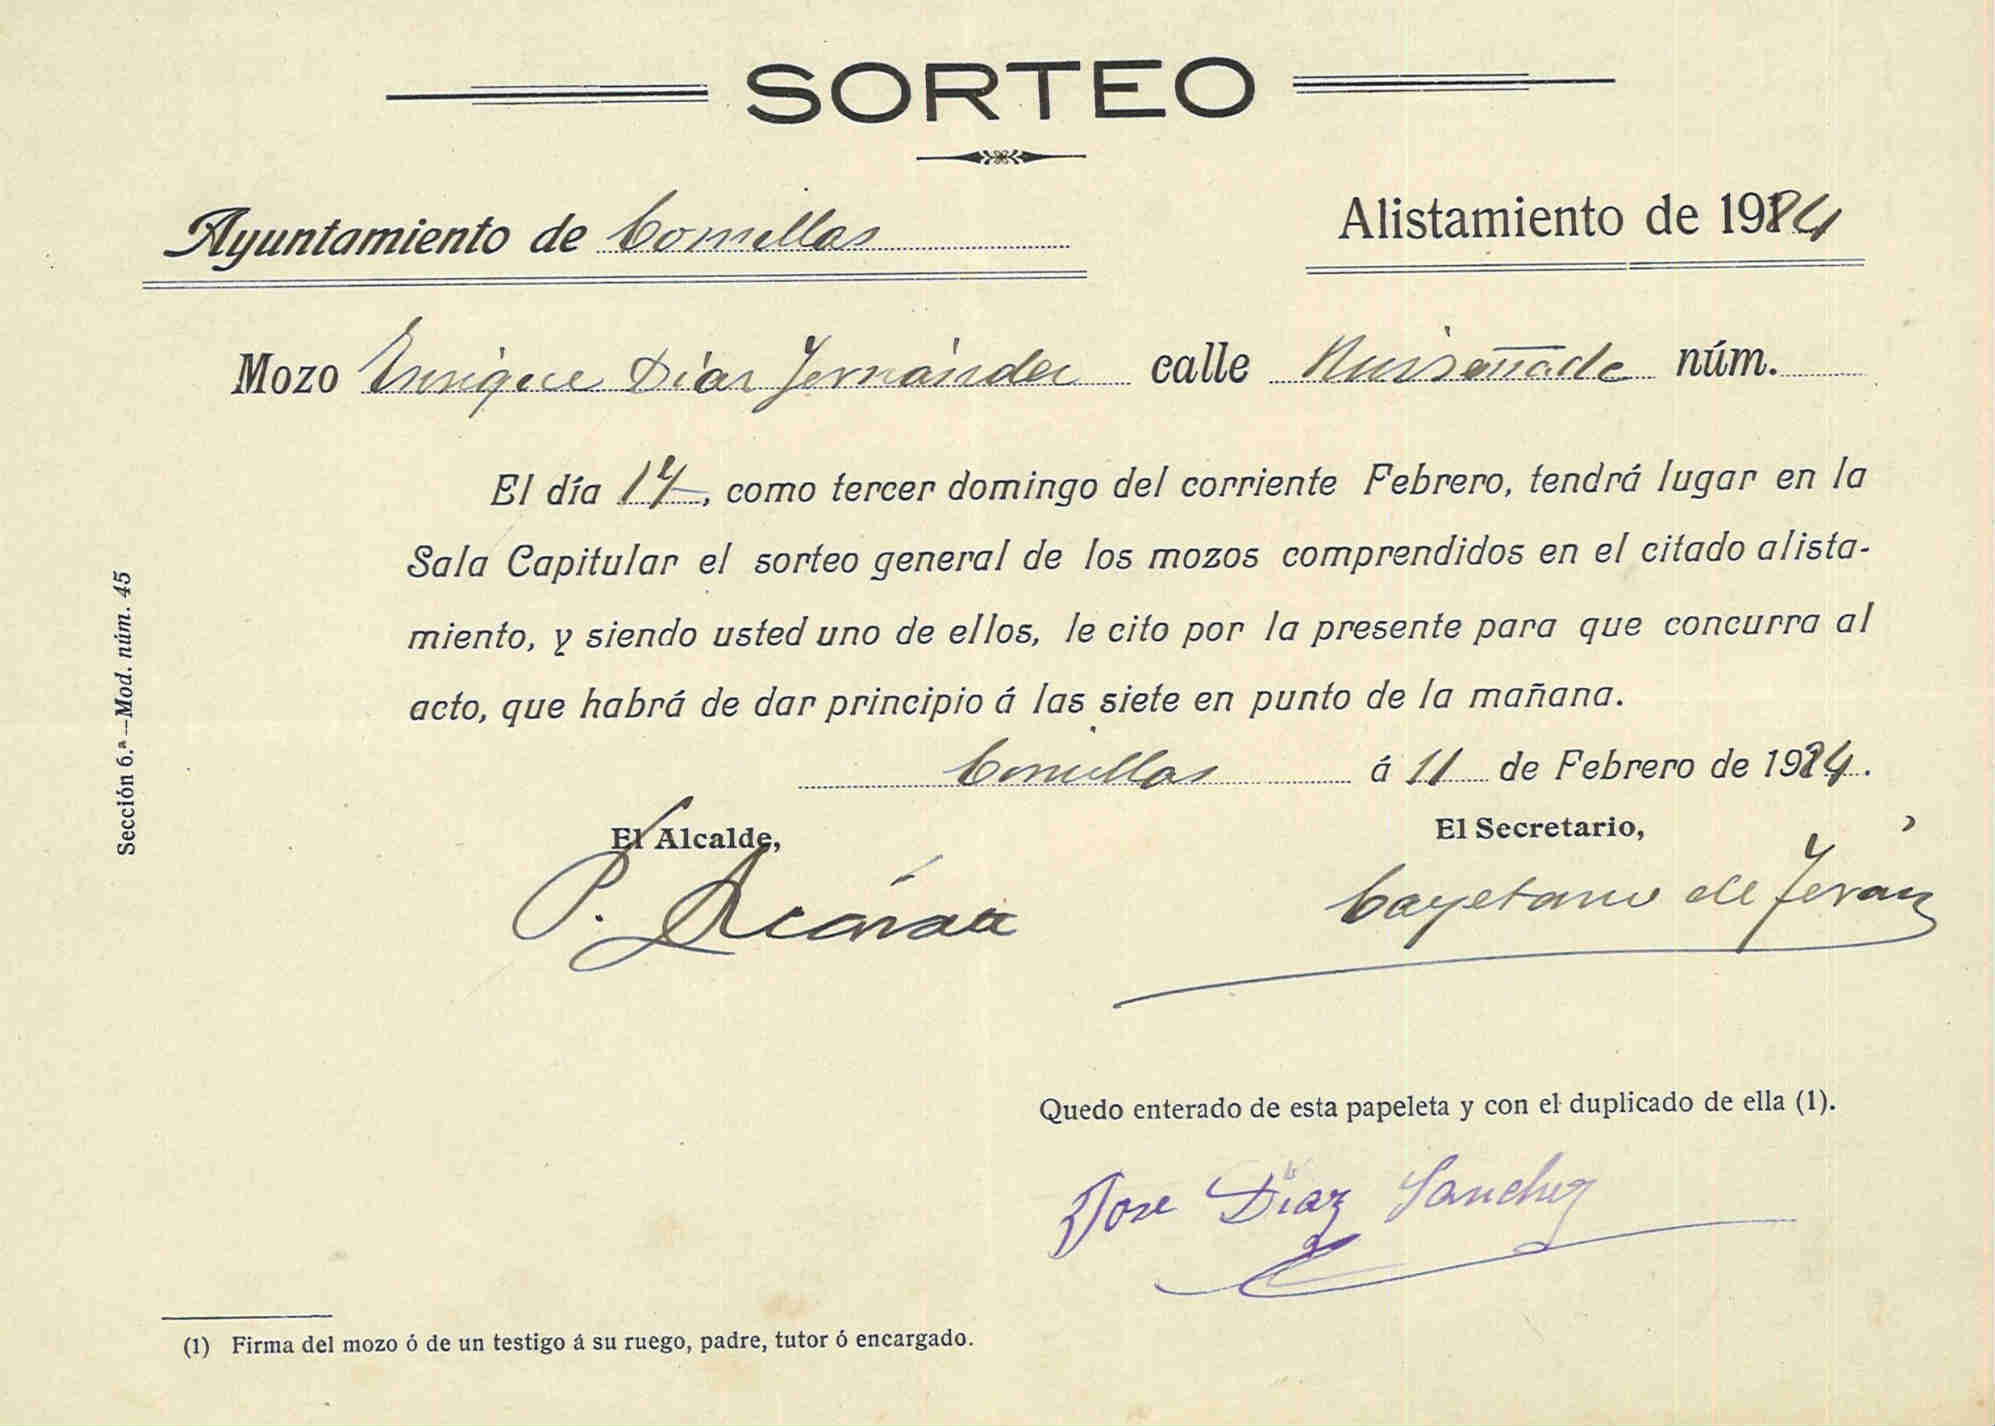 SORTEO
Ayuntamiento de Comillas Alistamiento de 1924
Mozo Enrique Díaz Fernández calle Ruiseñada núm.
El día 17, como tercer domingo del corriente Febrero, tendrá lugar en la
Sala Capitular el sorteo general de los mozos comprendidos en el citado alista-
miento, y siendo usted uno de ellos, le cito por la presente para que concurra al
acto, que habrá de dar principio á las siete en punto de la mañana.
Comillas á 11 de Febrero de 1924.
El Alcalde, El Secretario,
P. Cayetano de Terán
Quedo enterado de esta papeleta y con el duplicado de ella (1).
Jose Díaz Sanchez
(1) Firma del mozo ó de un testigo á su ruego, padre, tutor ó encargado.
Sección 6.ª—Mod. núm. 45